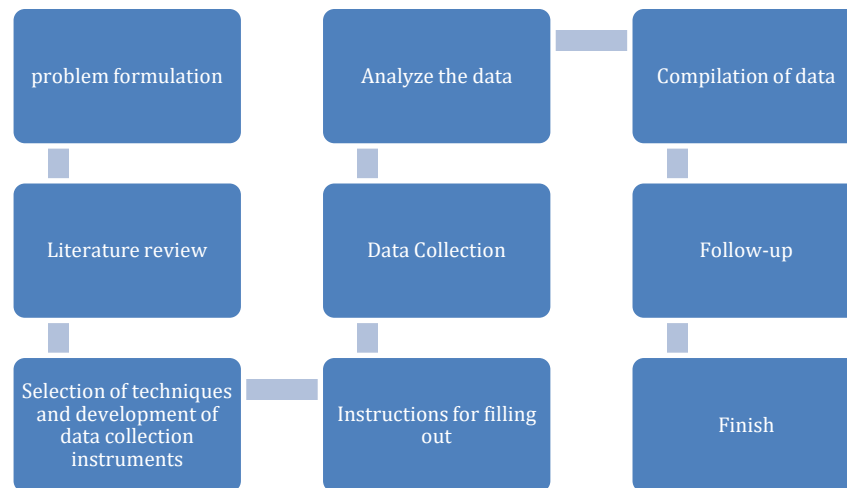 problem formulation
Literature review
Selection of techniques
and development of
data collection
instruments
Instructions for filling
out
Data Collection
Analyze the data
Compilation of data
Follow-up
Finish